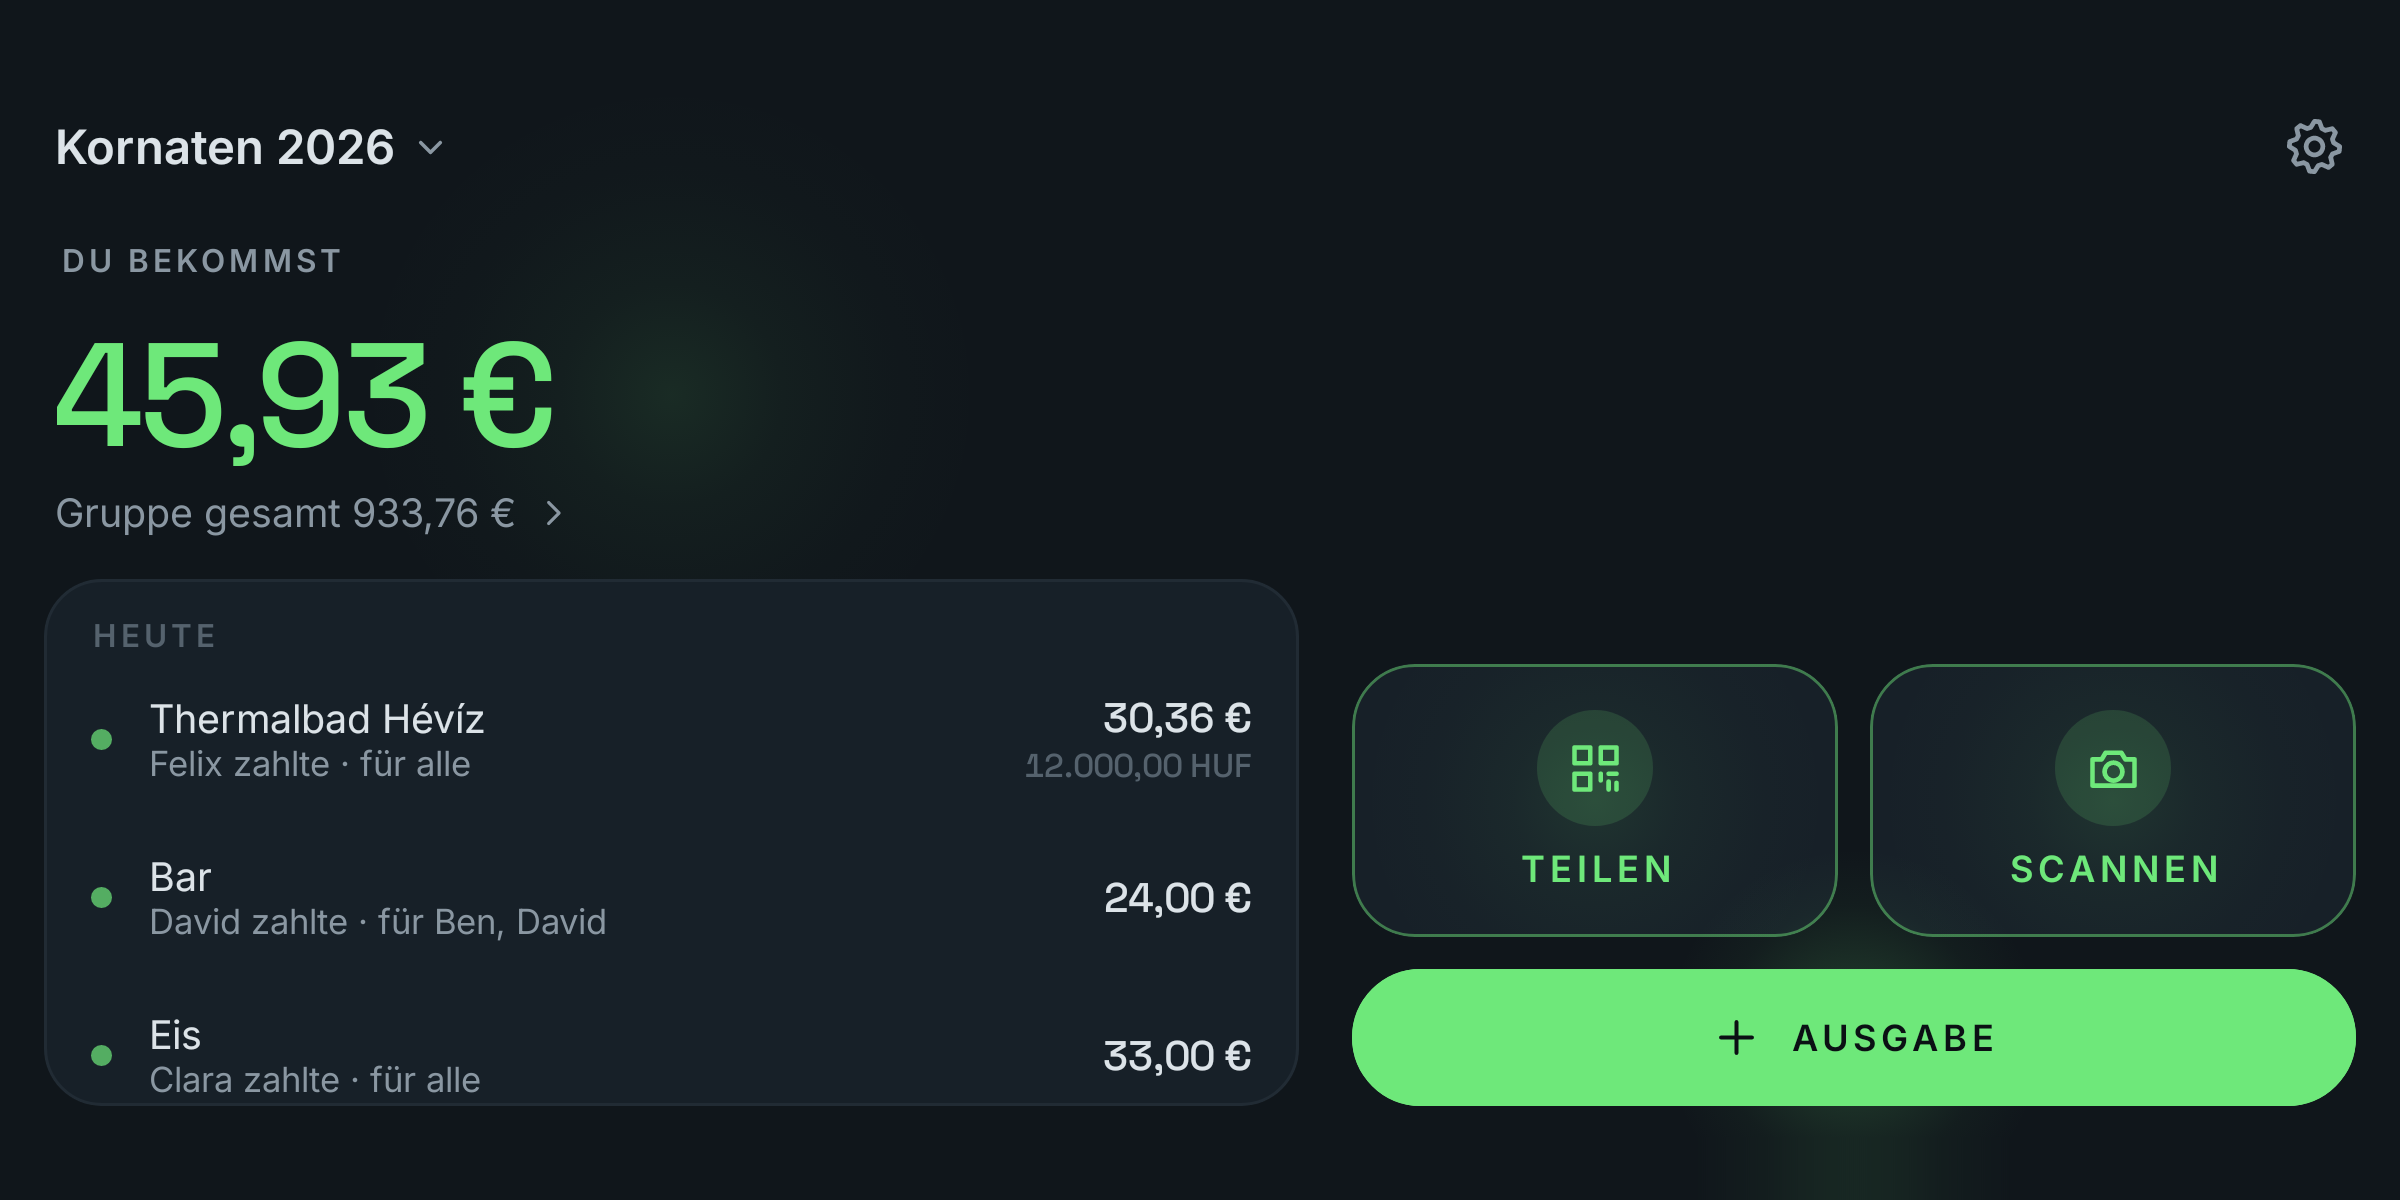 Kornaten 2026
DU BEKOMMST
45,93 €
Gruppe gesamt 933,76 €
HEUTE
Thermalbad Hévíz
30,36 €
Felix zahlte · für alle
12.000,00 HUF
Bar
24,00 €
David zahlte · für Ben, David
Eis
33,00 €
Clara zahlte · für alle
TEILEN
SCANNEN
AUSGABE